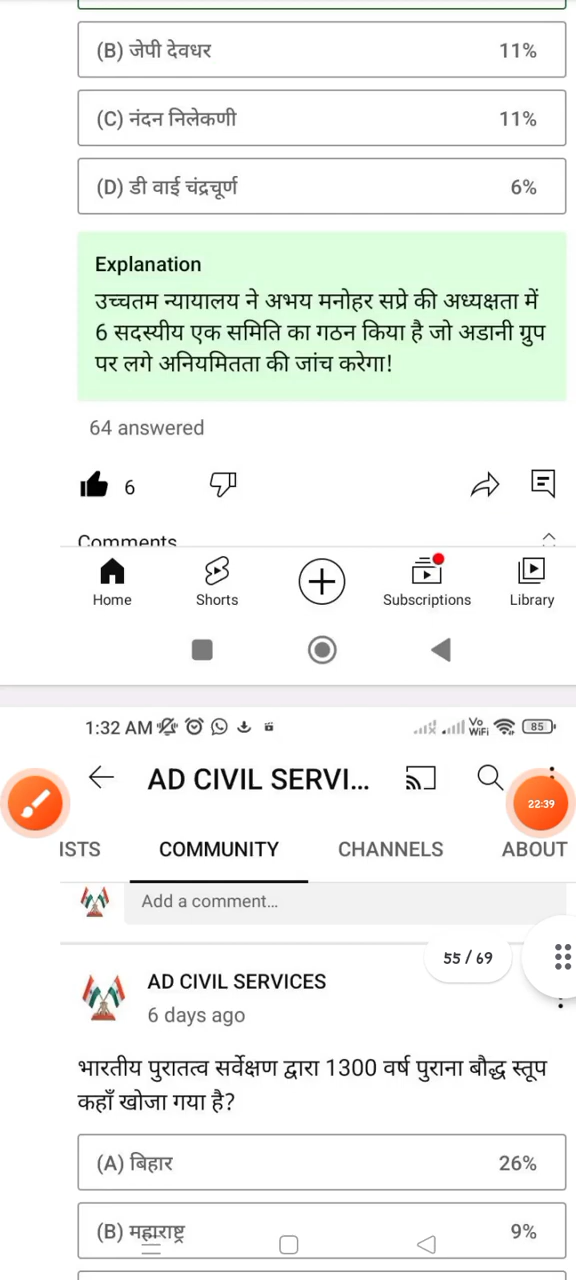 (B) जेपी देवधर 11%
(C) नंदन निलेकणी 11%
(D) डी वाई चंद्रचूर्ण 6%
Explanation
उच्चतम न्यायालय ने अभय मनोहर सप्रे की अध्यक्षता में
6 सदस्यीय एक समिति का गठन किया है जो अडानी ग्रुप
पर लगे अनियमितता की जांच करेगा!
64 answered
6
Comments
Home Shorts Subscriptions Library
1:32 AM Vo WiFi 85
AD CIVIL SERVI...
22:39
ISTS COMMUNITY CHANNELS ABOUT
Add a comment...
55 / 69
AD CIVIL SERVICES
6 days ago
भारतीय पुरातत्व सर्वेक्षण द्वारा 1300 वर्ष पुराना बौद्ध स्तूप
कहाँ खोजा गया है?
(A) बिहार 26%
(B) महाराष्ट्र 9%